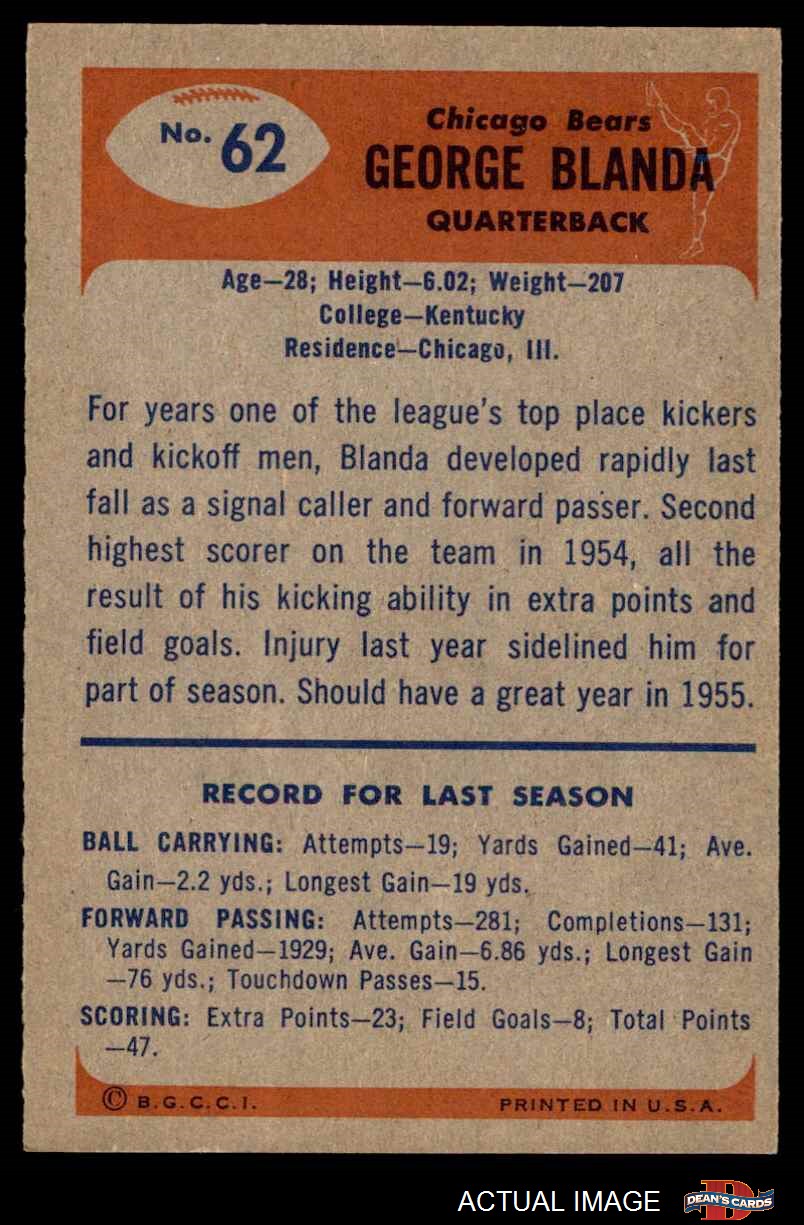 No. 62
Chicago Bears
GEORGE BLANDA
QUARTERBACK
Age—28; Height—6.02; Weight—207
College—Kentucky
Residence—Chicago, Ill.
For years one of the league's top place kickers
and kickoff men, Blanda developed rapidly last
fall as a signal caller and forward passer. Second
highest scorer on the team in 1954, all the
result of his kicking ability in extra points and
field goals. Injury last year sidelined him for
part of season. Should have a great year in 1955.
RECORD FOR LAST SEASON
BALL CARRYING: Attempts—19; Yards Gained—41; Ave.
Gain—2.2 yds.; Longest Gain—19 yds.
FORWARD PASSING: Attempts—281; Completions—131;
Yards Gained—1929; Ave. Gain—6.86 yds.; Longest Gain
—76 yds.; Touchdown Passes—15.
SCORING: Extra Points—23; Field Goals—8; Total Points
—47.
© B.G.C.C.I. PRINTED IN U.S.A.
ACTUAL IMAGE
D
DEAN'S CARDS